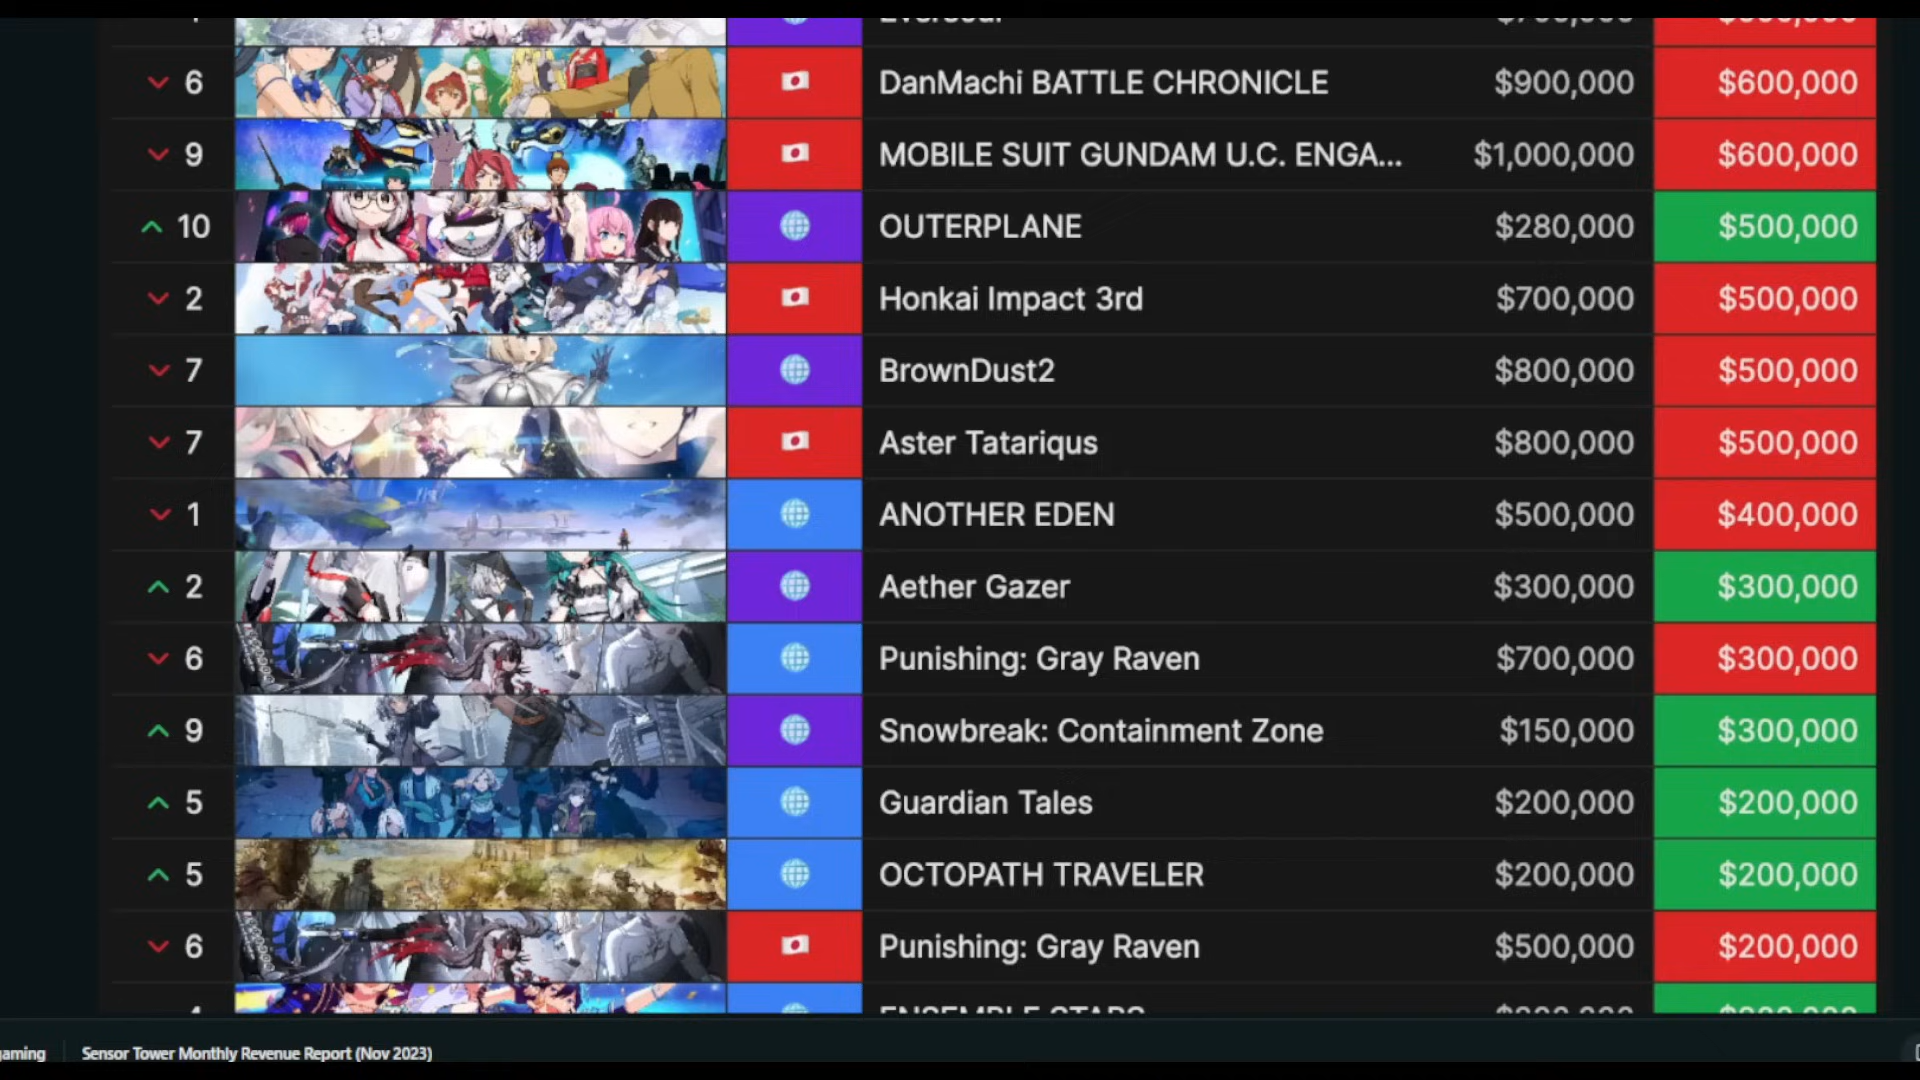 6 DanMachi BATTLE CHRONICLE $900,000 $600,000
9 MOBILE SUIT GUNDAM U.C. ENGA... $1,000,000 $600,000
10 OUTERPLANE $280,000 $500,000
2 Honkai Impact 3rd $700,000 $500,000
7 BrownDust2 $800,000 $500,000
7 Aster Tatariqus $800,000 $500,000
1 ANOTHER EDEN $500,000 $400,000
2 Aether Gazer $300,000 $300,000
6 Punishing: Gray Raven $700,000 $300,000
9 Snowbreak: Containment Zone $150,000 $300,000
5 Guardian Tales $200,000 $200,000
5 OCTOPATH TRAVELER $200,000 $200,000
6 Punishing: Gray Raven $500,000 $200,000
ENSEMBLE STARS
gaming Sensor Tower Monthly Revenue Report (Nov 2023)